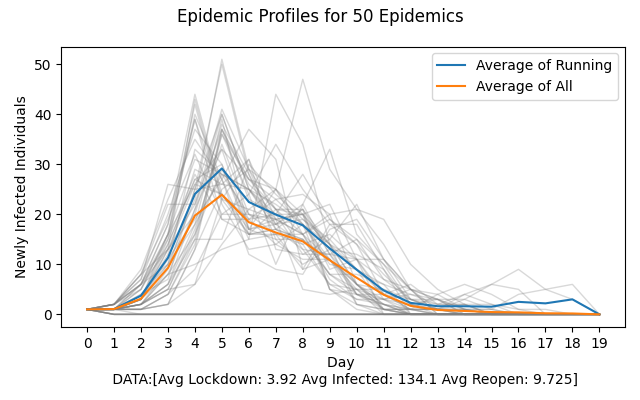 Epidemic Profiles for 50 Epidemics
Average of Running
Average of All
Newly Infected Individuals
50
40
30
20
10
0
0 1 2 3 4 5 6 7 8 9 10 11 12 13 14 15 16 17 18 19
Day
DATA:[Avg Lockdown: 3.92 Avg Infected: 134.1 Avg Reopen: 9.725]